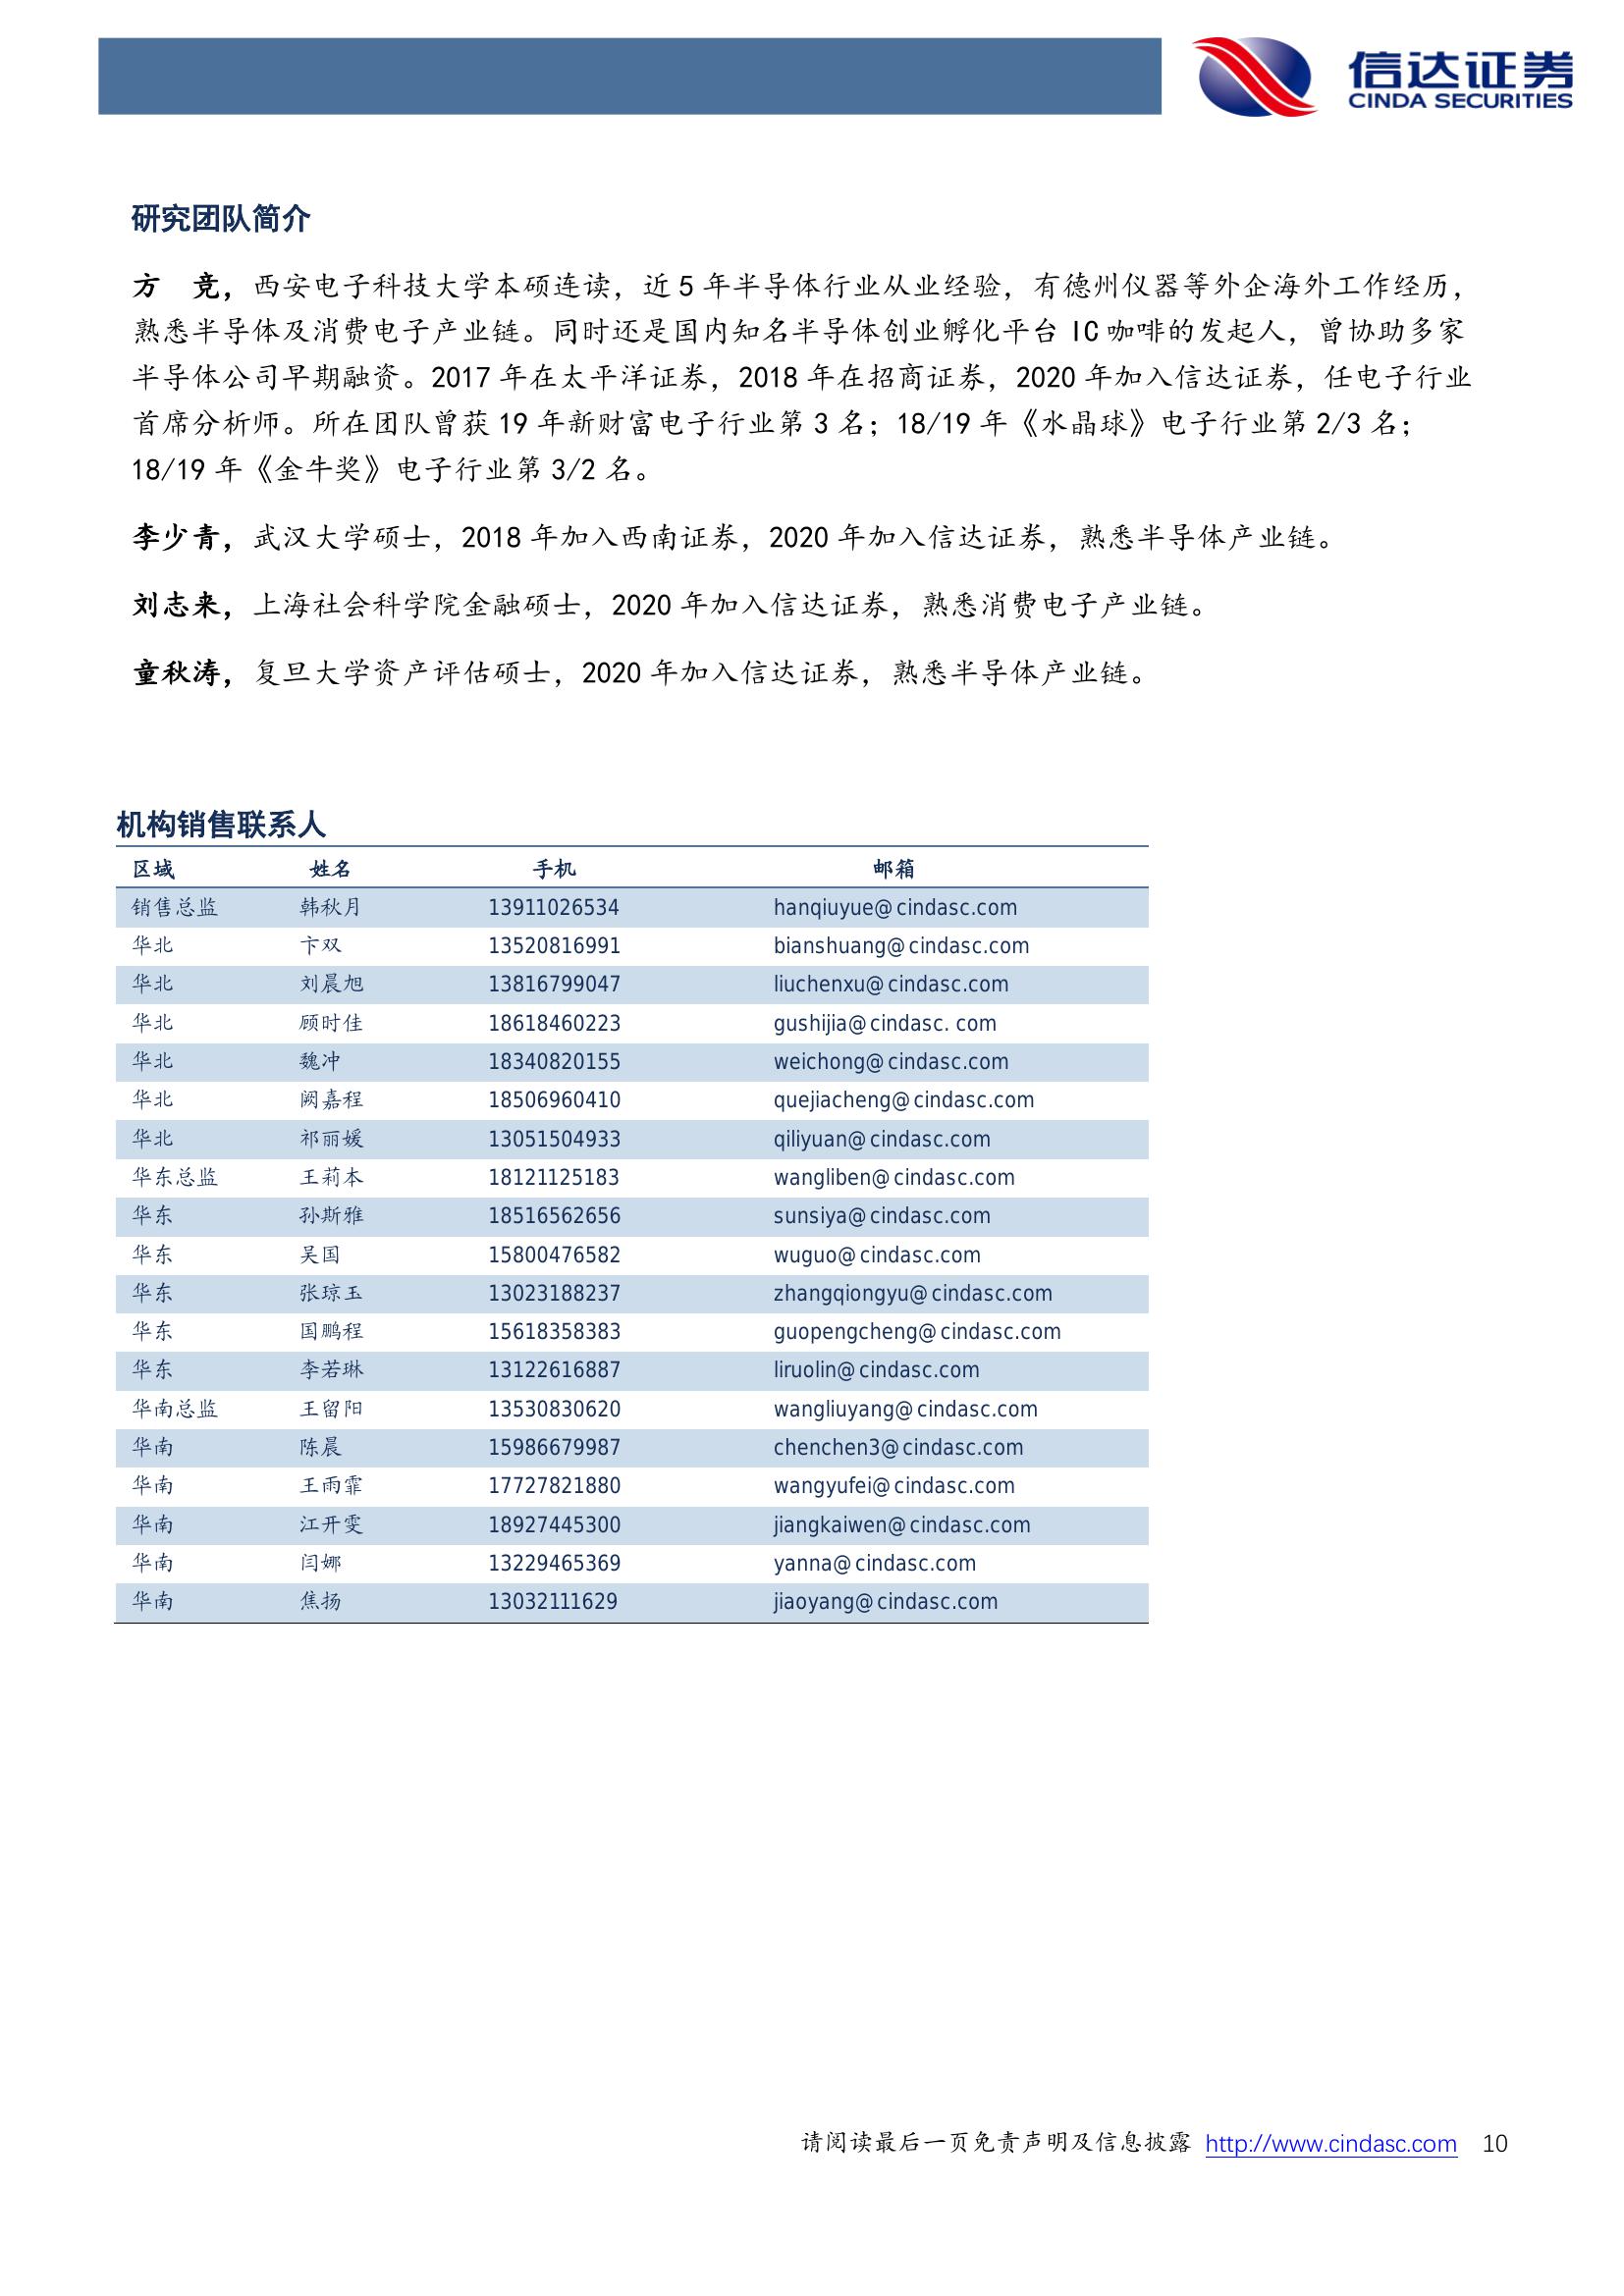 信达证券
CINDA SECURITIES
研究团队简介
方　竞，西安电子科技大学本硕连读，近 5 年半导体行业从业经验，有德州仪器等外企海外工作经历，
熟悉半导体及消费电子产业链。同时还是国内知名半导体创业孵化平台 IC 咖啡的发起人，曾协助多家
半导体公司早期融资。2017 年在太平洋证券，2018 年在招商证券，2020 年加入信达证券，任电子行业
首席分析师。所在团队曾获 19 年新财富电子行业第 3 名；18/19 年《水晶球》电子行业第 2/3 名；
18/19 年《金牛奖》电子行业第 3/2 名。
李少青，武汉大学硕士，2018 年加入西南证券，2020 年加入信达证券，熟悉半导体产业链。
刘志来，上海社会科学院金融硕士，2020 年加入信达证券，熟悉消费电子产业链。
童秋涛，复旦大学资产评估硕士，2020 年加入信达证券，熟悉半导体产业链。
机构销售联系人
区域 姓名 手机 邮箱
销售总监 韩秋月 13911026534 hanqiuyue@cindasc.com
华北 卞双 13520816991 bianshuang@cindasc.com
华北 刘晨旭 13816799047 liuchenxu@cindasc.com
华北 顾时佳 18618460223 gushijia@cindasc. com
华北 魏冲 18340820155 weichong@cindasc.com
华北 阙嘉程 18506960410 quejiacheng@cindasc.com
华北 祁丽媛 13051504933 qiliyuan@cindasc.com
华东总监 王莉本 18121125183 wangliben@cindasc.com
华东 孙斯雅 18516562656 sunsiya@cindasc.com
华东 吴国 15800476582 wuguo@cindasc.com
华东 张琼玉 13023188237 zhangqiongyu@cindasc.com
华东 国鹏程 15618358383 guopengcheng@cindasc.com
华东 李若琳 13122616887 liruolin@cindasc.com
华南总监 王留阳 13530830620 wangliuyang@cindasc.com
华南 陈晨 15986679987 chenchen3@cindasc.com
华南 王雨霏 17727821880 wangyufei@cindasc.com
华南 江开雯 18927445300 jiangkaiwen@cindasc.com
华南 闫娜 13229465369 yanna@cindasc.com
华南 焦扬 13032111629 jiaoyang@cindasc.com
请阅读最后一页免责声明及信息披露 http://www.cindasc.com 10